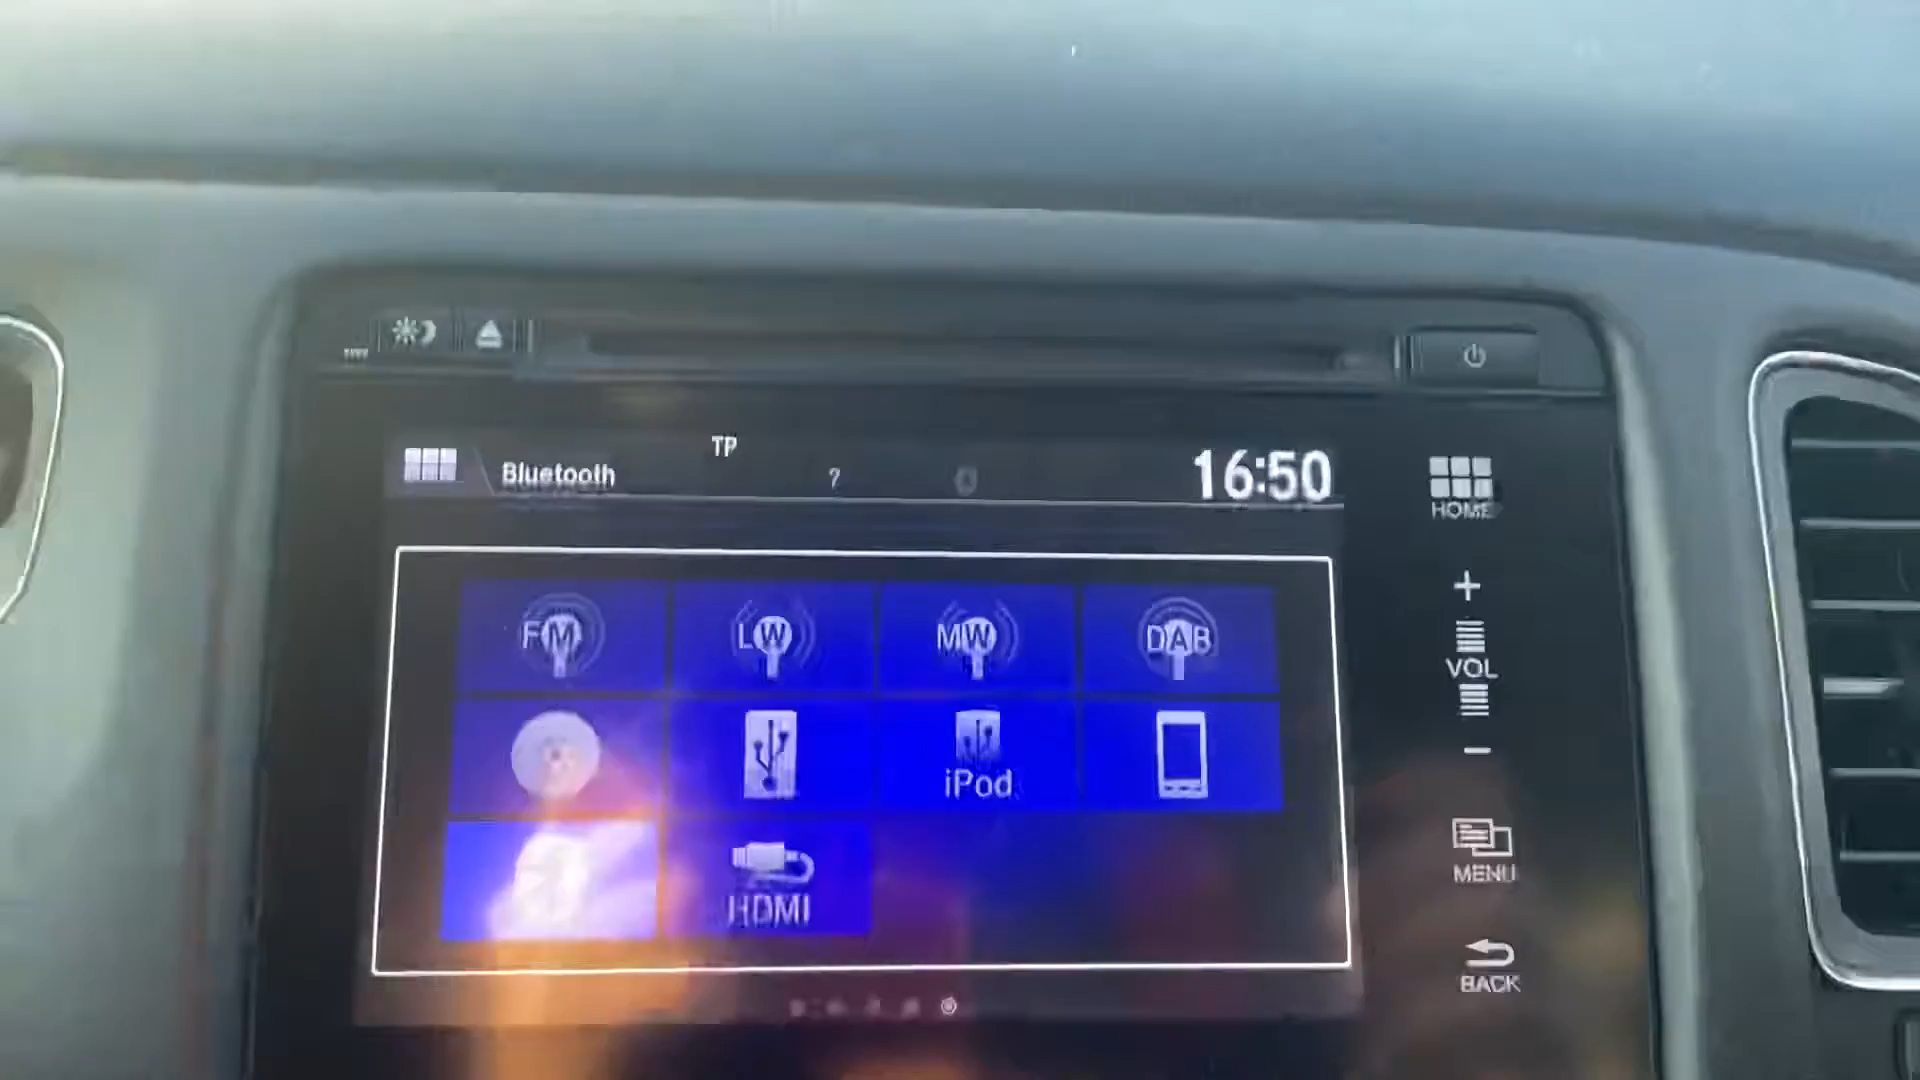 TP
Bluetooth
?
16:50
HOME
FM
LW
MW
DAB
VOL
iPod
HDMI
MENU
BACK